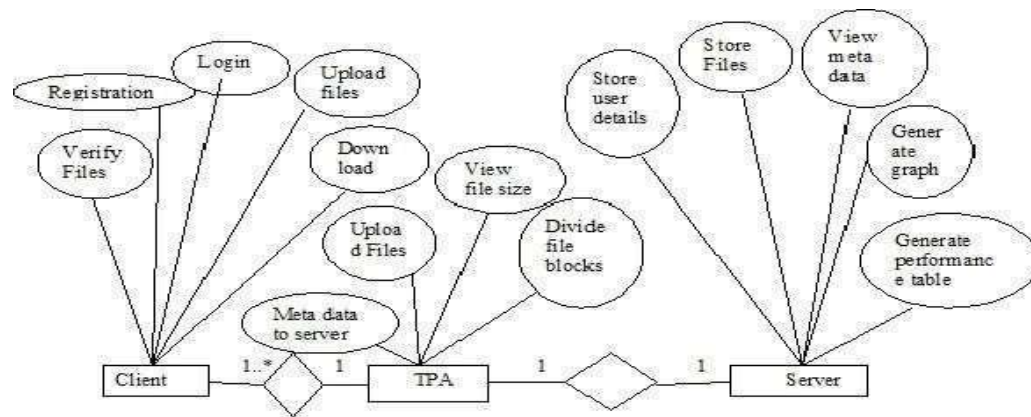 Login
Registration
Verify
Files
Upload
files
Down
load
View
file size
Uploa
d Files
Divide
file
blocks
Meta data
to server
Store
user
details
Store
Files
View
meta
data
Gener
ate
graph
Generate
performanc
e table
Client
1..*
1
TPA
1
1
Server